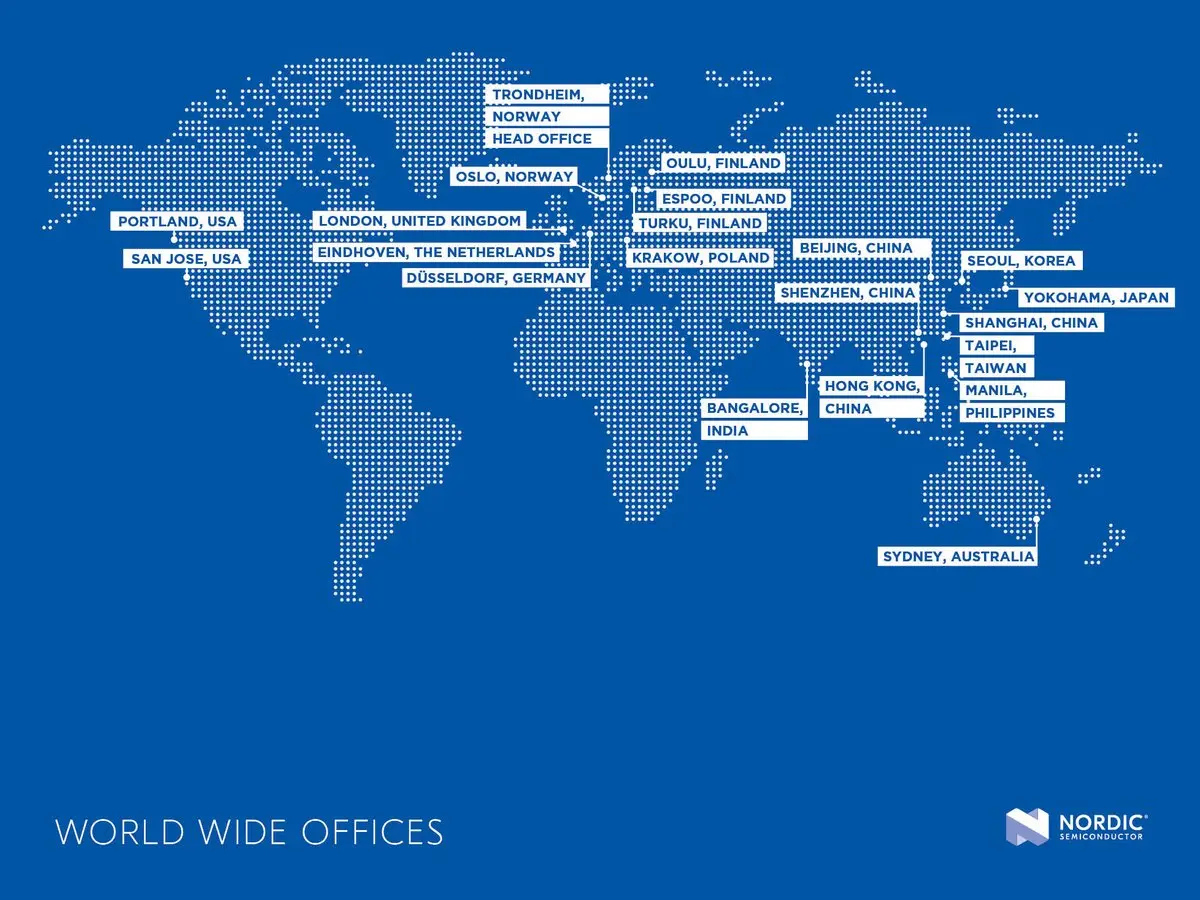 TRONDHEIM,
NORWAY
HEAD OFFICE
OULU, FINLAND
OSLO, NORWAY
ESPOO, FINLAND
PORTLAND, USA
LONDON, UNITED KINGDOM
TURKU, FINLAND
SAN JOSE, USA
EINDHOVEN, THE NETHERLANDS
KRAKOW, POLAND
BEIJING, CHINA
SEOUL, KOREA
DÜSSELDORF, GERMANY
SHENZHEN, CHINA
YOKOHAMA, JAPAN
SHANGHAI, CHINA
TAIPEI,
TAIWAN
HONG KONG,
CHINA
MANILA,
PHILIPPINES
BANGALORE,
INDIA
SYDNEY, AUSTRALIA
WORLD WIDE OFFICES
NORDIC®
SEMICONDUCTOR